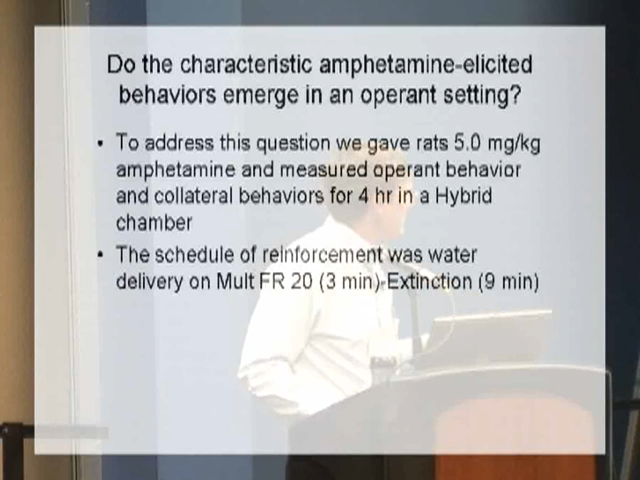 Do the characteristic amphetamine-elicited
behaviors emerge in an operant setting?
• To address this question we gave rats 5.0 mg/kg
amphetamine and measured operant behavior
and collateral behaviors for 4 hr in a Hybrid
chamber
• The schedule of reinforcement was water
delivery on Mult FR 20 (3 min)-Extinction (9 min)